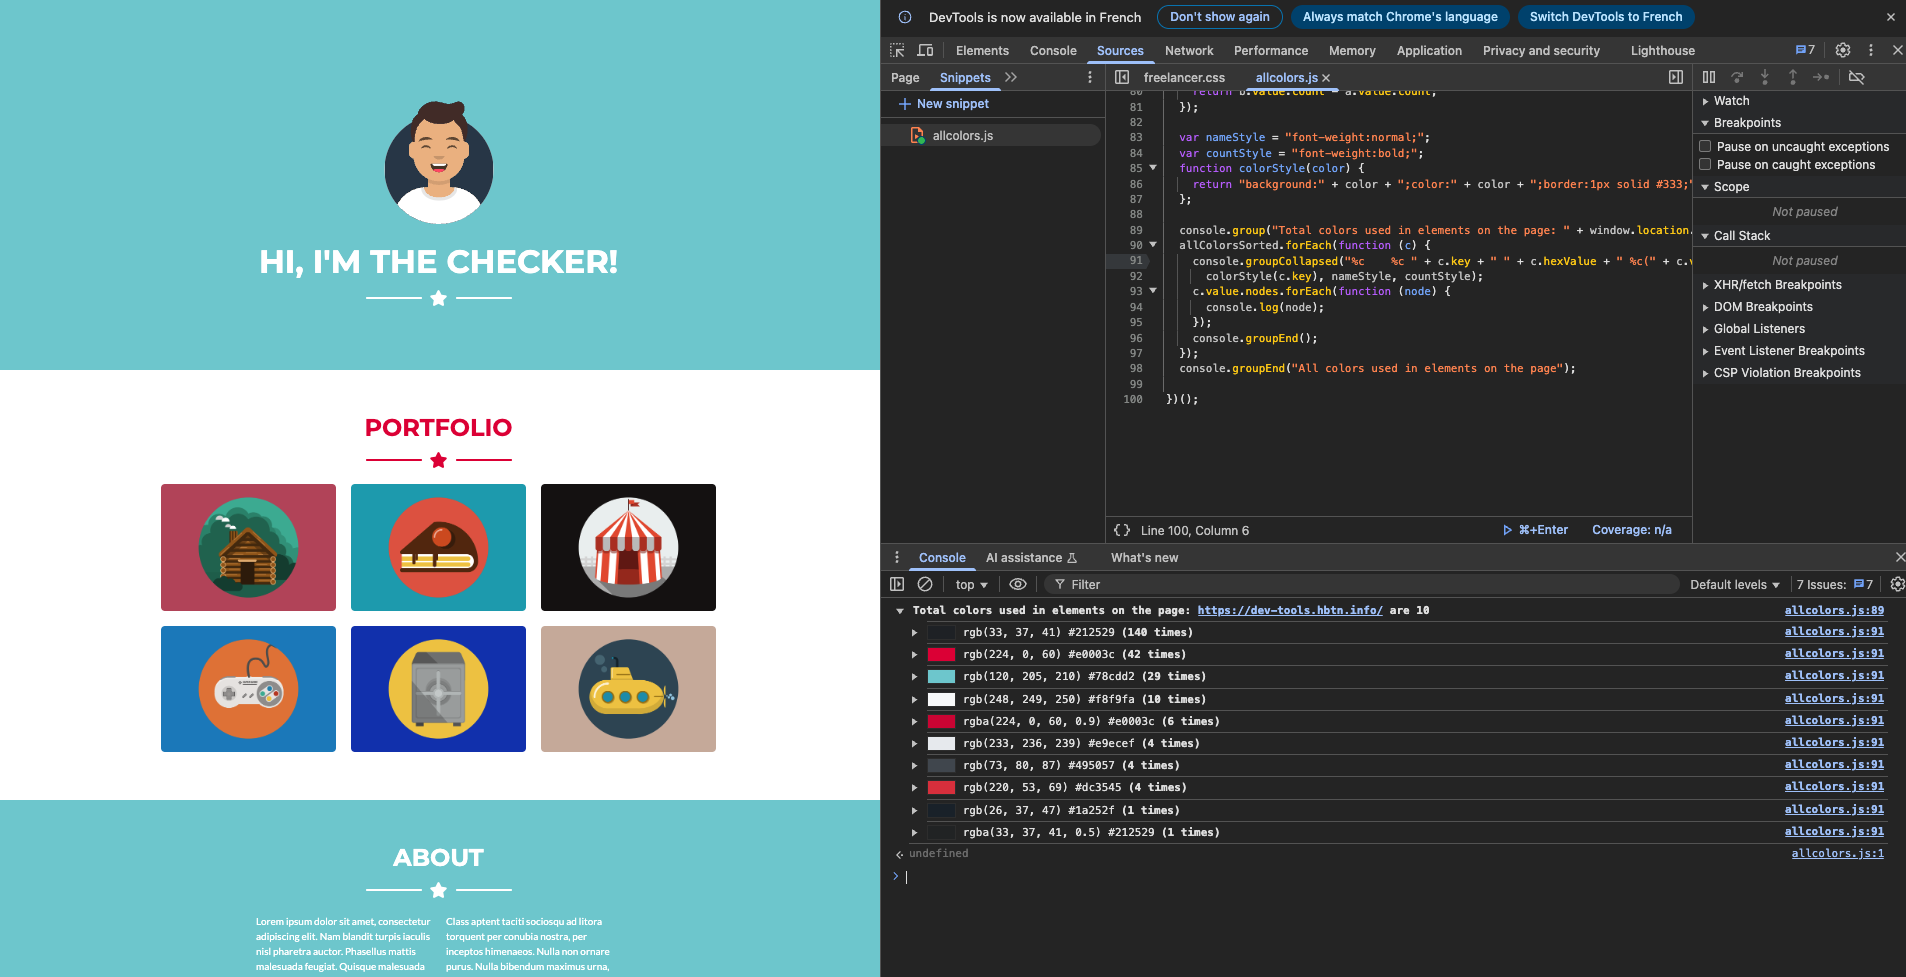 HI, I'M THE CHECKER!
PORTFOLIO
ABOUT
Lorem ipsum dolor sit amet, consectetur
adipiscing elit. Nam blandit turpis iaculis
nisl pharetra auctor. Phasellus mattis
malesuada feugiat. Quisque malesuada
Class aptent taciti sociosqu ad litora
torquent per conubia nostra, per
inceptos himenaeos. Nulla non ornare
purus. Nulla bibendum maximus urna,
DevTools is now available in French
Don't show again
Always match Chrome's language
Switch DevTools to French
Elements Console Sources Network Performance Memory Application Privacy and security Lighthouse 7
Page Snippets
New snippet
allcolors.js
freelancer.css allcolors.js
80 return b.value.count - a.value.count;
81 });
82
83 var nameStyle = "font-weight:normal;";
84 var countStyle = "font-weight:bold;";
85 function colorStyle(color) {
86 return "background:" + color + ";color:" + color + ";border:1px solid #333;"
87 };
88
89 console.group("Total colors used in elements on the page: " + window.location.
90 allColorsSorted.forEach(function (c) {
91 console.groupCollapsed("%c    %c " + c.key + " " + c.hexValue + " %c(" + c.v
92 colorStyle(c.key), nameStyle, countStyle);
93 c.value.nodes.forEach(function (node) {
94 console.log(node);
95 });
96 console.groupEnd();
97 });
98 console.groupEnd("All colors used in elements on the page");
99
100 })();
{} Line 100, Column 6
⌘+Enter
Coverage: n/a
Watch
Breakpoints
Pause on uncaught exceptions
Pause on caught exceptions
Scope
Not paused
Call Stack
Not paused
XHR/fetch Breakpoints
DOM Breakpoints
Global Listeners
Event Listener Breakpoints
CSP Violation Breakpoints
Console AI assistance What's new
top Filter Default levels 7 Issues: 7
Total colors used in elements on the page: https://dev-tools.hbtn.info/ are 10 allcolors.js:89
rgb(33, 37, 41) #212529 (140 times) allcolors.js:91
rgb(224, 0, 60) #e0003c (42 times) allcolors.js:91
rgb(120, 205, 210) #78cdd2 (29 times) allcolors.js:91
rgb(248, 249, 250) #f8f9fa (10 times) allcolors.js:91
rgba(224, 0, 60, 0.9) #e0003c (6 times) allcolors.js:91
rgb(233, 236, 239) #e9ecef (4 times) allcolors.js:91
rgb(73, 80, 87) #495057 (4 times) allcolors.js:91
rgb(220, 53, 69) #dc3545 (4 times) allcolors.js:91
rgb(26, 37, 47) #1a252f (1 times) allcolors.js:91
rgba(33, 37, 41, 0.5) #212529 (1 times) allcolors.js:91
undefined allcolors.js:1